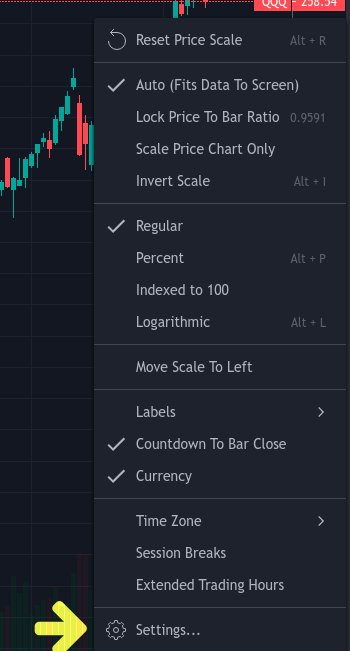 QQQ - 258.54
Reset Price Scale Alt + R
Auto (Fits Data To Screen)
Lock Price To Bar Ratio 0.9591
Scale Price Chart Only
Invert Scale Alt + I
Regular
Percent Alt + P
Indexed to 100
Logarithmic Alt + L
Move Scale To Left
Labels
Countdown To Bar Close
Currency
Time Zone
Session Breaks
Extended Trading Hours
Settings...